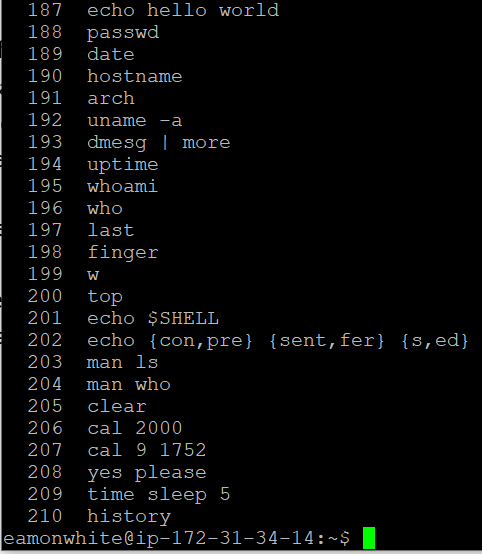 187 echo hello world
188 passwd
189 date
190 hostname
191 arch
192 uname -a
193 dmesg | more
194 uptime
195 whoami
196 who
197 last
198 finger
199 w
200 top
201 echo $SHELL
202 echo {con,pre} {sent,fer} {s,ed}
203 man ls
204 man who
205 clear
206 cal 2000
207 cal 9 1752
208 yes please
209 time sleep 5
210 history
eamonwhite@ip-172-31-34-14:~$